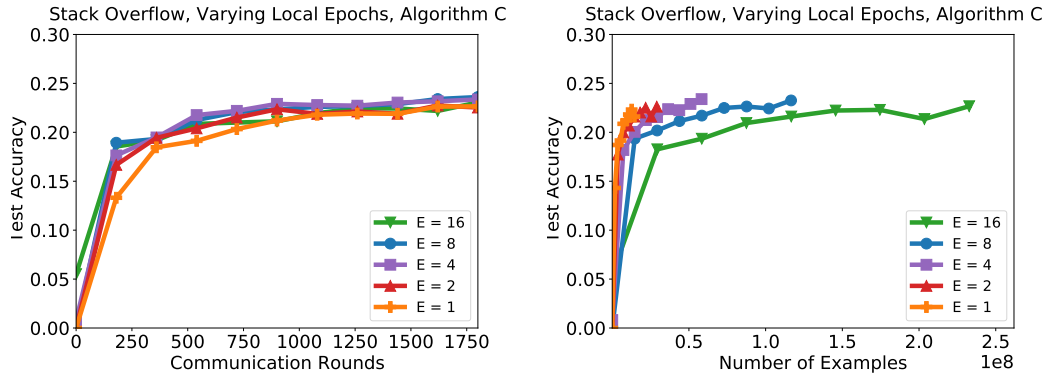 Stack Overflow, Varying Local Epochs, Algorithm C
0.30
0.25
0.20
0.15
0.10
0.05
0.00
Test Accuracy
0 250 500 750 1000 1250 1500 1750
Communication Rounds
E = 16
E = 8
E = 4
E = 2
E = 1
Stack Overflow, Varying Local Epochs, Algorithm C
0.30
0.25
0.20
0.15
0.10
0.05
0.00
Test Accuracy
0.5 1.0 1.5 2.0 2.5
1e8
Number of Examples
E = 16
E = 8
E = 4
E = 2
E = 1